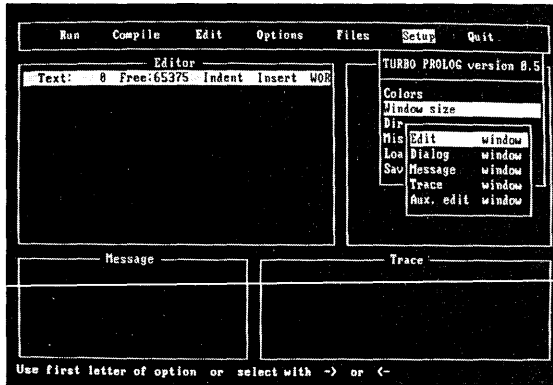 Run Compile Edit Options Files Setup Quit
Editor
Text: 0 Free:65375 Indent Insert WOR
TURBO PROLOG version 0.5
Colors
Window size
Dir
Mis
Loa
Sav
Edit window
Dialog window
Message window
Trace window
Aux. edit window
Message
Trace
Use first letter of option or select with -> or <-